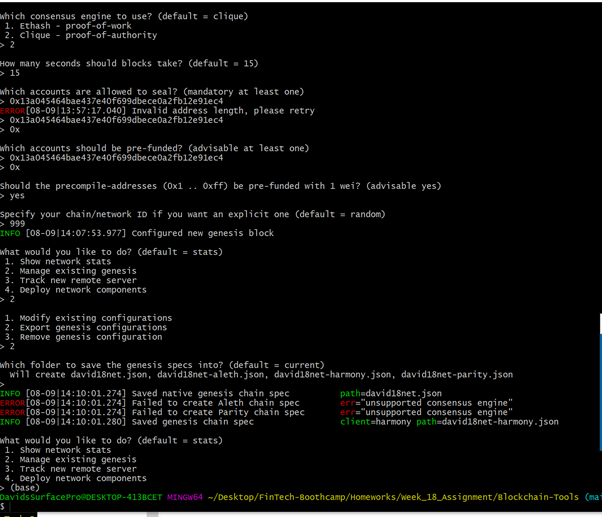 Which consensus engine to use? (default = clique)
1. Ethash - proof-of-work
2. Clique - proof-of-authority
> 2
How many seconds should blocks take? (default = 15)
> 15
Which accounts are allowed to seal? (mandatory at least one)
> 0x13a045464bae437e40f699dbece0a2fb12e91ec4
ERROR[08-09|13:57:17.040] Invalid address length, please retry
> 0x13a045464bae437e40f699dbece0a2fb12e91ec4
> 0x
Which accounts should be pre-funded? (advisable at least one)
> 0x13a045464bae437e40f699dbece0a2fb12e91ec4
> 0x
Should the precompile-addresses (0x1 .. 0xff) be pre-funded with 1 wei? (advisable yes)
> yes
Specify your chain/network ID if you want an explicit one (default = random)
> 999
INFO [08-09|14:07:53.977] Configured new genesis block
What would you like to do? (default = stats)
1. Show network stats
2. Manage existing genesis
3. Track new remote server
4. Deploy network components
> 2
1. Modify existing configurations
2. Export genesis configurations
3. Remove genesis configuration
> 2
Which folder to save the genesis specs into? (default = current)
Will create david18net.json, david18net-aleth.json, david18net-harmony.json, david18net-parity.json
>
INFO [08-09|14:10:01.274] Saved native genesis chain spec path=david18net.json
ERROR[08-09|14:10:01.274] Failed to create Aleth chain spec err="unsupported consensus engine"
ERROR[08-09|14:10:01.274] Failed to create Parity chain spec err="unsupported consensus engine"
INFO [08-09|14:10:01.280] Saved genesis chain spec client=harmony path=david18net-harmony.json
What would you like to do? (default = stats)
1. Show network stats
2. Manage existing genesis
3. Track new remote server
4. Deploy network components
> (base)
DavidsSurfacePro@DESKTOP-413BCET MINGW64 ~/Desktop/FinTech-Boothcamp/Homeworks/Week_18_Assignment/Blockchain-Tools (mai
$